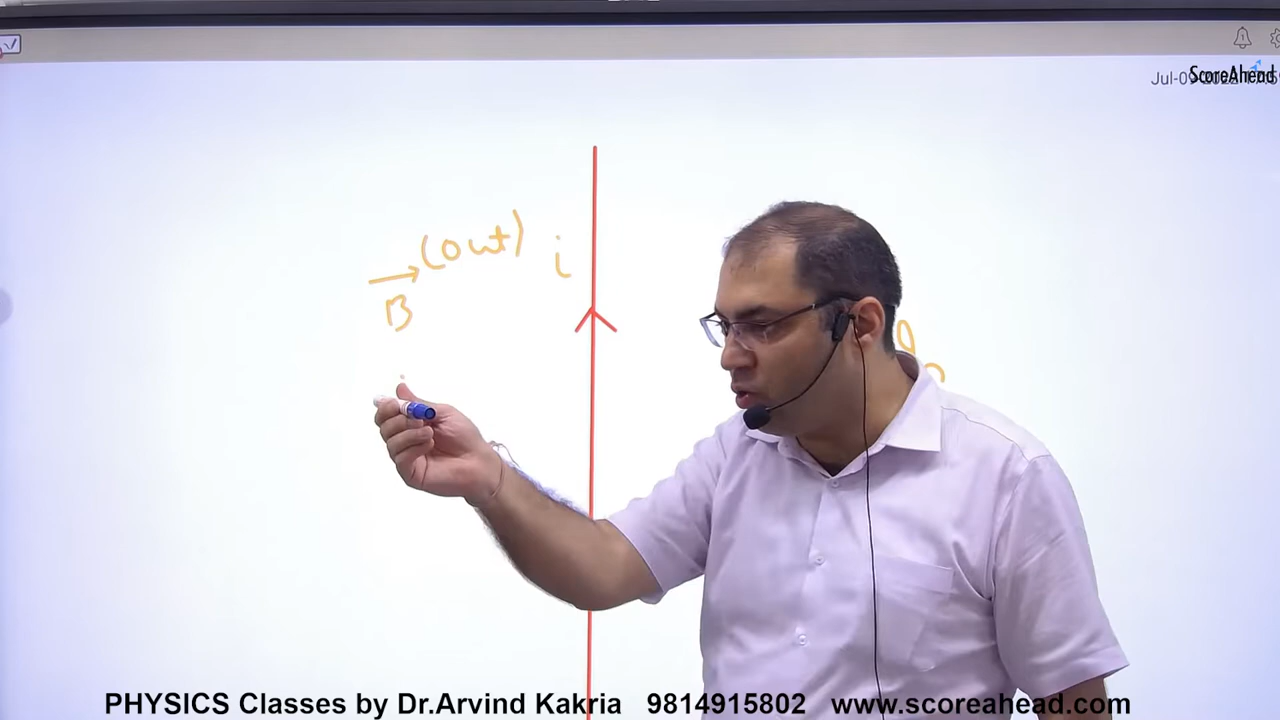 ScoreAhead
(out)
i
B
PHYSICS Classes by Dr.Arvind Kakria 9814915802 www.scoreahead.com